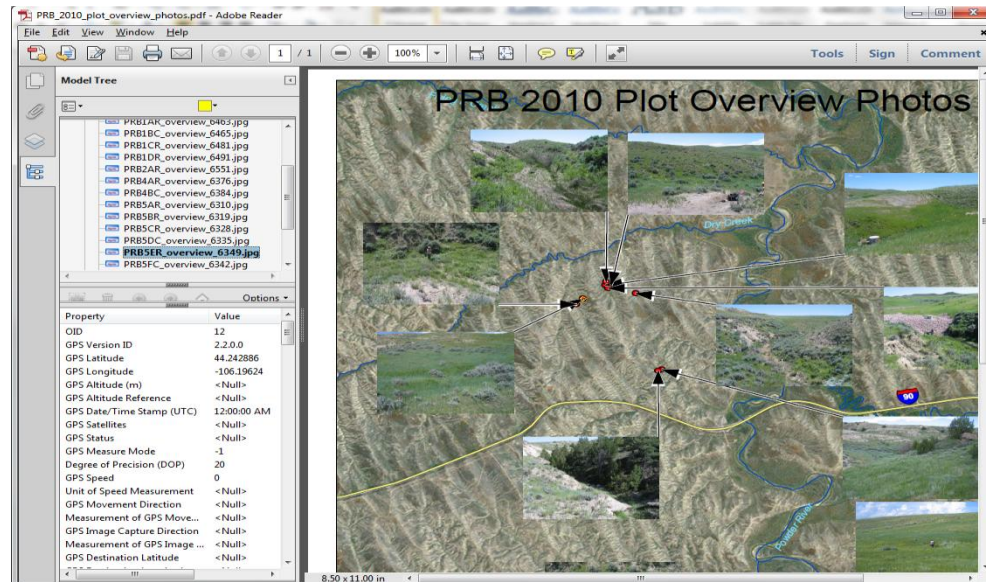 PRB_2010_plot_overview_photos.pdf - Adobe Reader
File Edit View Window Help
1 / 1 100% Tools Sign Comment
Model Tree
PRB1AR_overview_6463.jpg
PRB1BC_overview_6465.jpg
PRB1CR_overview_6481.jpg
PRB1DR_overview_6491.jpg
PRB2AR_overview_6551.jpg
PRB4AR_overview_6376.jpg
PRB4BC_overview_6384.jpg
PRB5AR_overview_6310.jpg
PRB5BR_overview_6319.jpg
PRB5CR_overview_6328.jpg
PRB5DC_overview_6335.jpg
PRB5ER_overview_6349.jpg
PRB5FC_overview_6342.jpg
Options
Property Value
OID 12
GPS Version ID 2.2.0.0
GPS Latitude 44.242886
GPS Longitude -106.19624
GPS Altitude (m) <Null>
GPS Altitude Reference <Null>
GPS Date/Time Stamp (UTC) 12:00:00 AM
GPS Satellites <Null>
GPS Status <Null>
GPS Measure Mode -1
Degree of Precision (DOP) 20
GPS Speed 0
Unit of Speed Measurement <Null>
GPS Movement Direction <Null>
Measurement of GPS Move... <Null>
GPS Image Capture Direction <Null>
Measurement of GPS Image ... <Null>
GPS Destination Latitude <Null>
PRB 2010 Plot Overview Photos
Dry Creek
90
Powder River
8.50 x 11.00 in